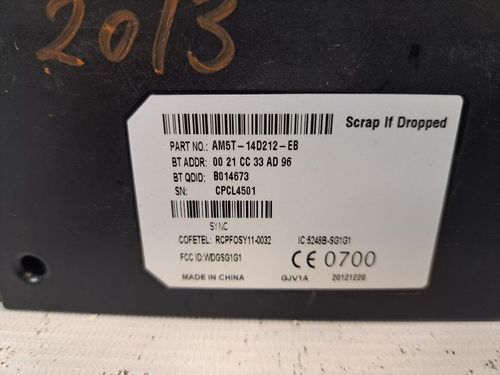 2013
Scrap If Dropped
PART NO.: AM5T-14D212-EB
BT ADDR: 00 21 CC 33 AD 96
BT QDID: B014673
SN: CPCL4501
SYNC
COFETEL: RCPFOSY11-0032 IC:5248B-SG1G1
FCC ID:WDGSG1G1 CE 0700
MADE IN CHINA GJV1A 20121220